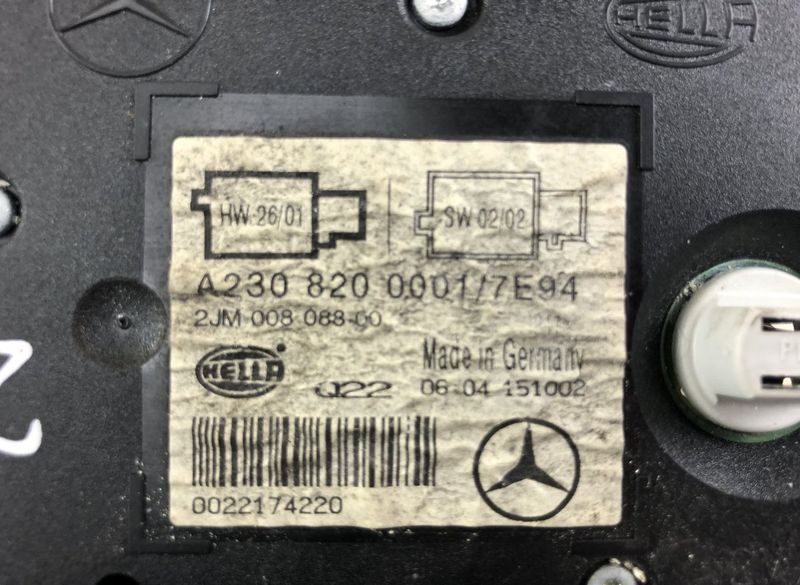 HELLA
HW 26/01
SW 02/02
A230 820 0001/7E94
2JM 008 088-00
HELLA
Q22
Made in Germany
06-04 151002
0022174220